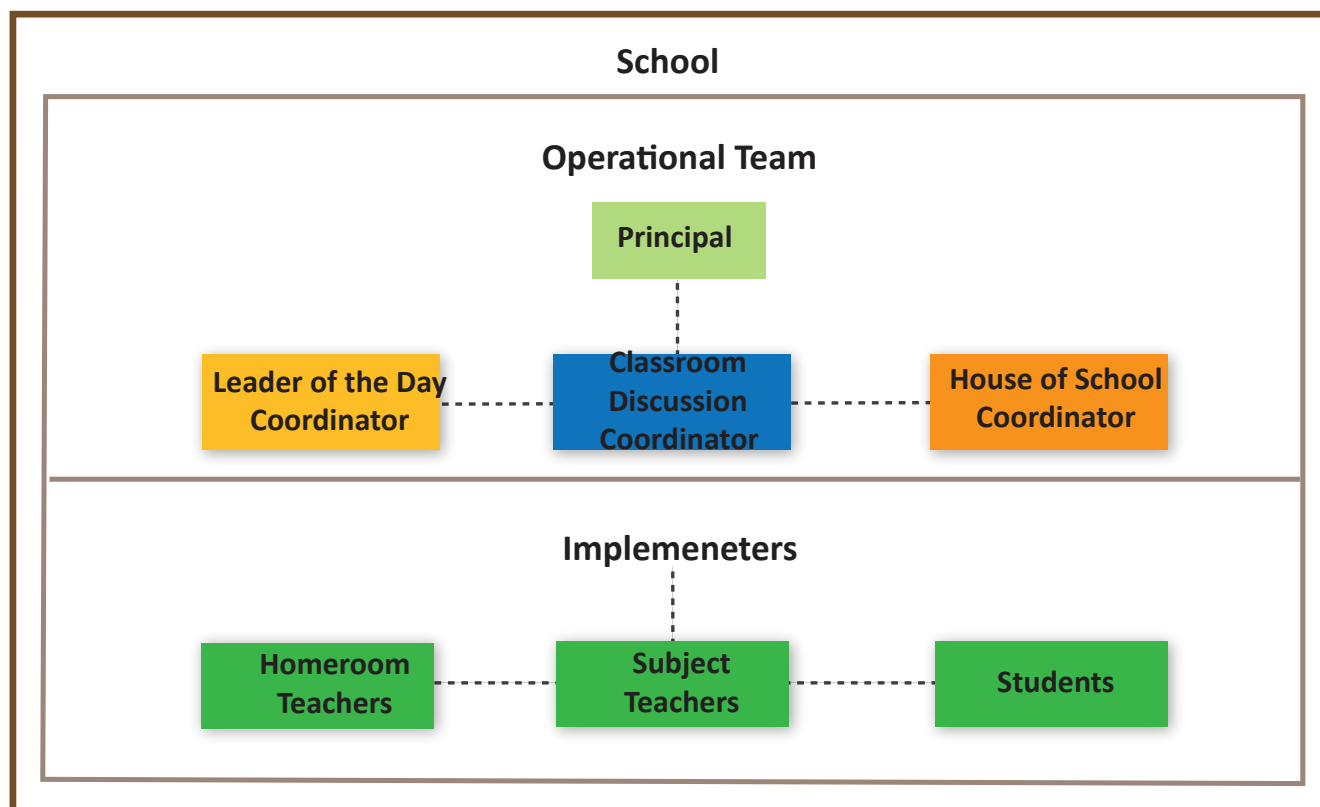 School
Operational Team
Principal
Leader of the Day
Coordinator
Classroom
Discussion
Coordinator
House of School
Coordinator
Implemeneters
Homeroom
Teachers
Subject
Teachers
Students